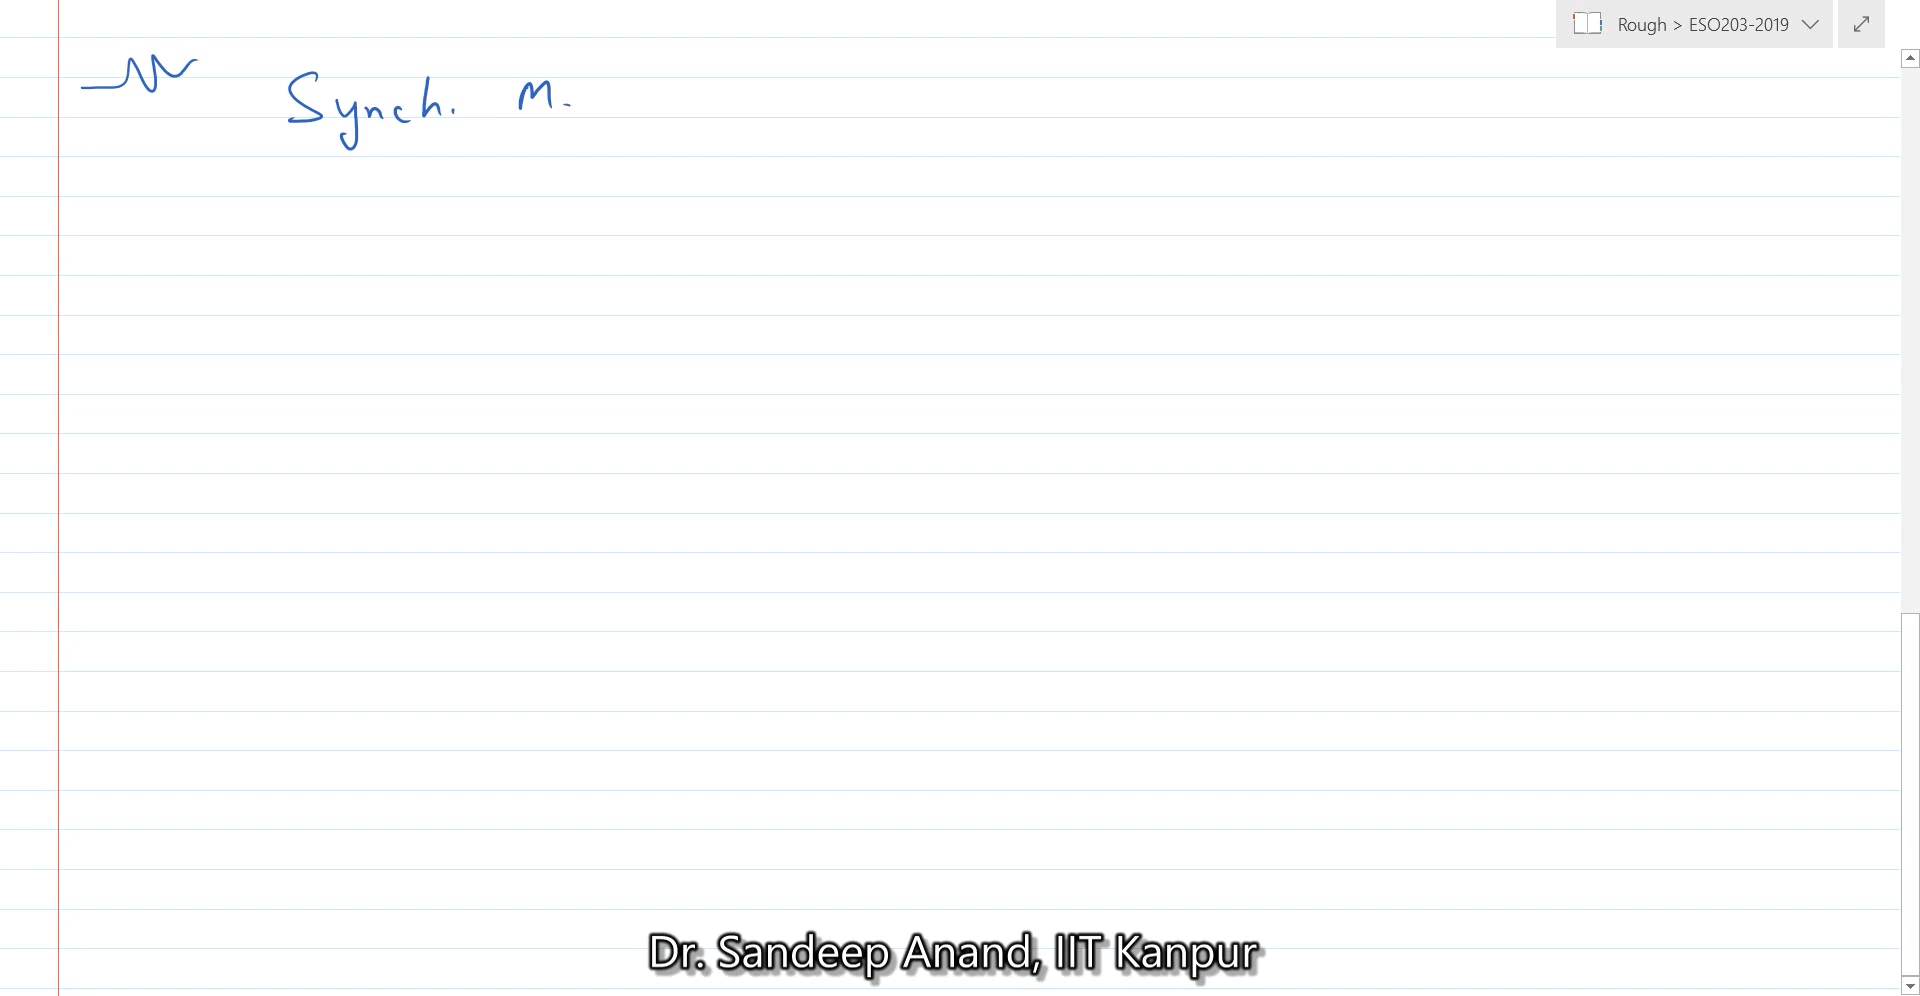 Rough > ESO203-2019
Synch. M.
Dr. Sandeep Anand, IIT Kanpur